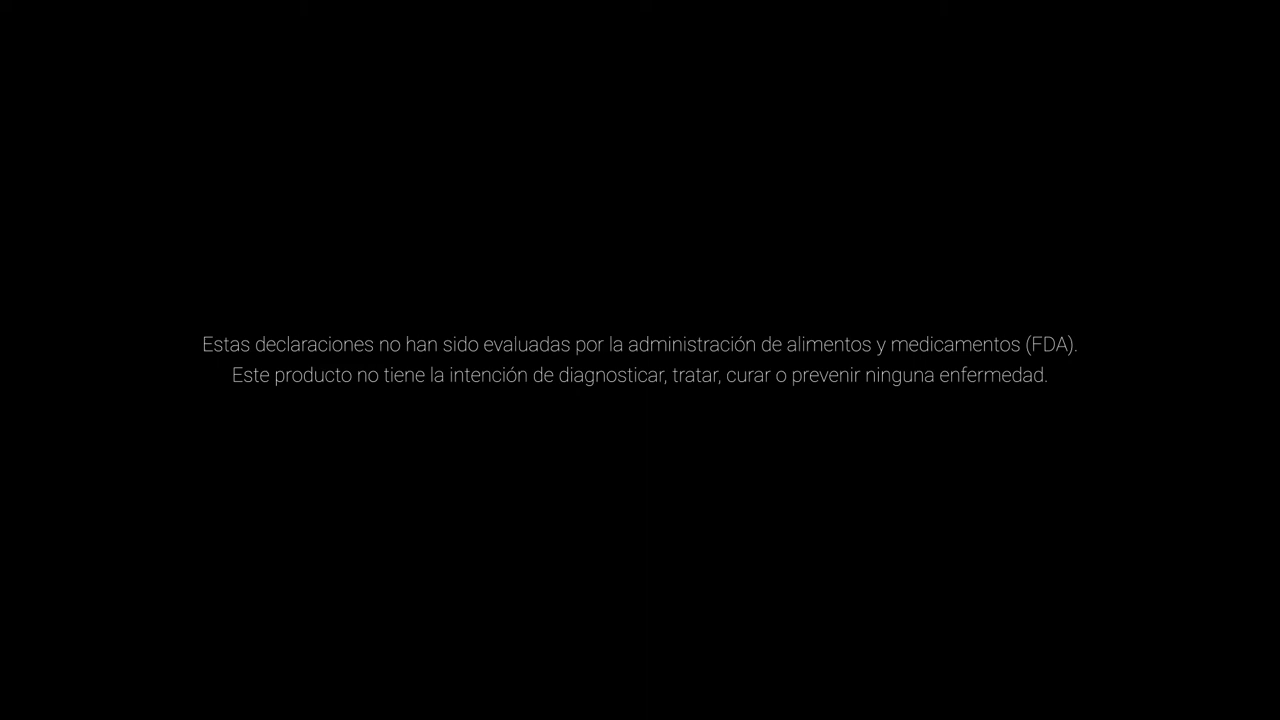 Estas declaraciones no han sido evaluadas por la administración de alimentos y medicamentos (FDA).
Este producto no tiene la intención de diagnosticar, tratar, curar o prevenir ninguna enfermedad.